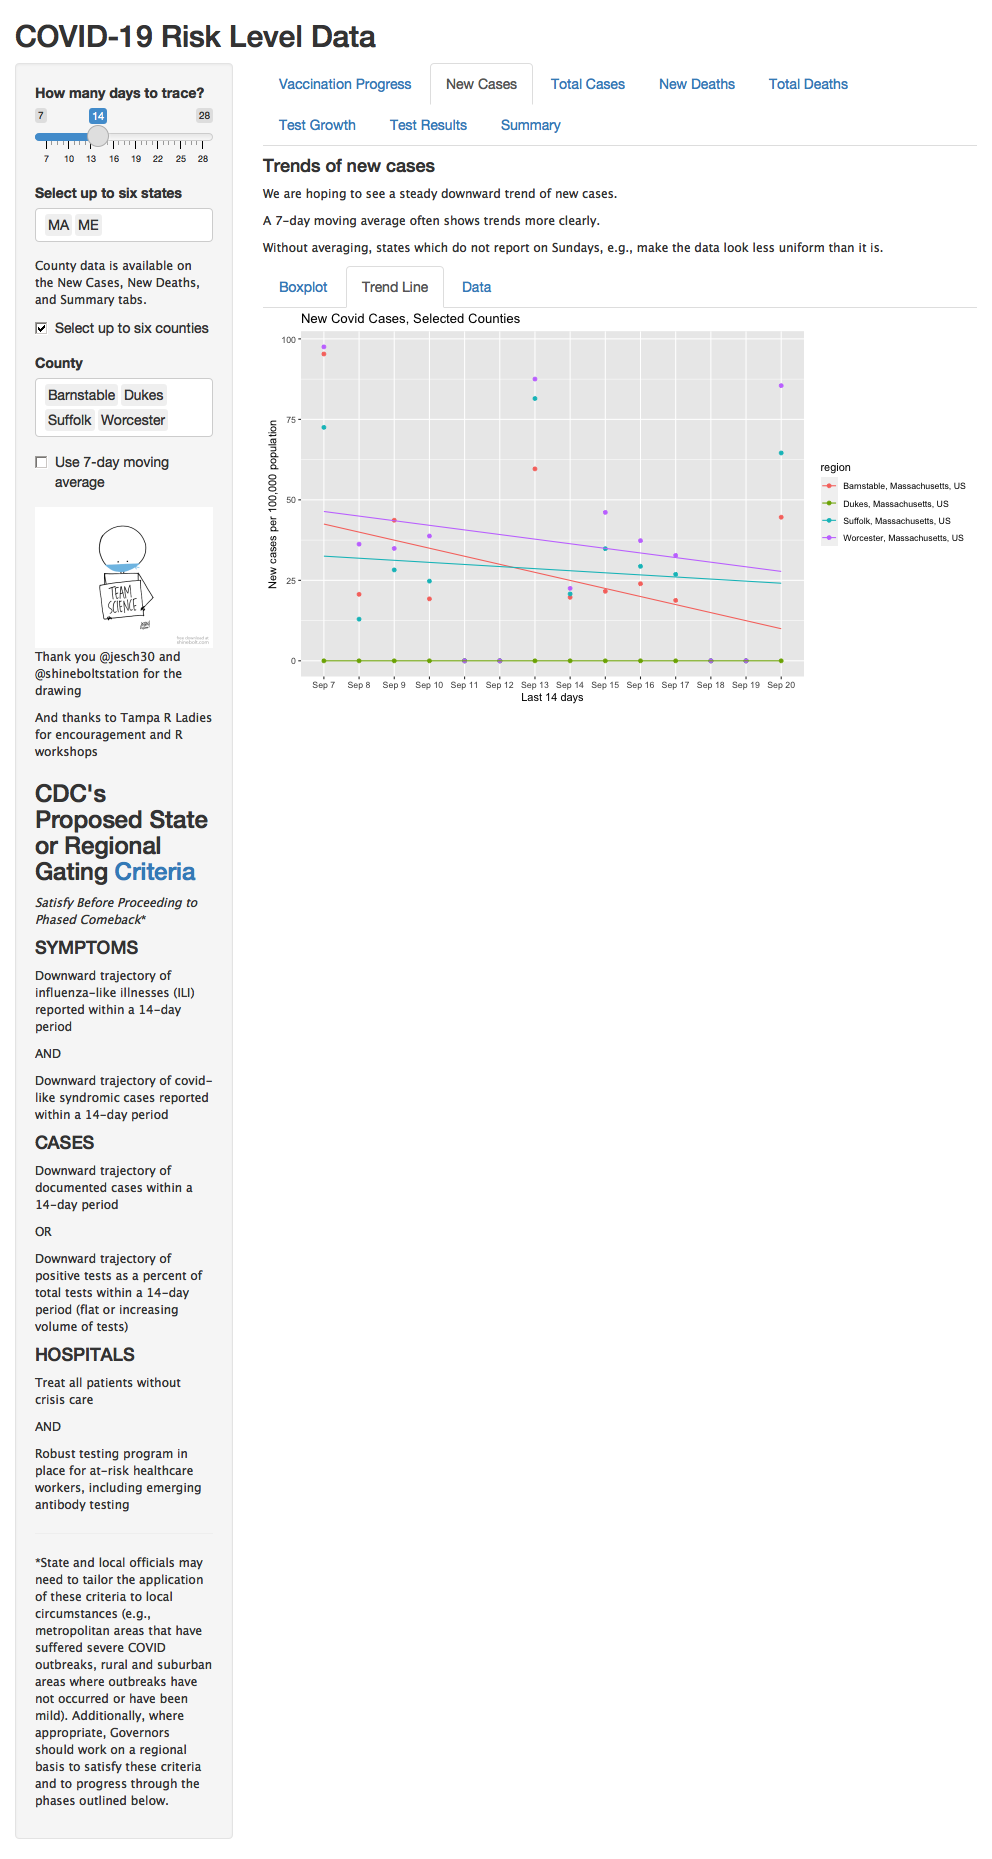 COVID-19 Risk Level Data
How many days to trace?
7 14 28
7 10 13 16 19 22 25 28
Select up to six states
MA ME
County data is available on
the New Cases, New Deaths,
and Summary tabs.
Select up to six counties
County
Barnstable Dukes
Suffolk Worcester
Use 7-day moving
average
TEAM
SCIENCE
Thank you @jesch30 and
@shineboltstation for the
drawing
And thanks to Tampa R Ladies
for encouragement and R
workshops
CDC's
Proposed State
or Regional
Gating Criteria
Satisfy Before Proceeding to
Phased Comeback*
SYMPTOMS
Downward trajectory of
influenza-like illnesses (ILI)
reported within a 14-day
period
AND
Downward trajectory of covid-
like syndromic cases reported
within a 14-day period
CASES
Downward trajectory of
documented cases within a
14-day period
OR
Downward trajectory of
positive tests as a percent of
total tests within a 14-day
period (flat or increasing
volume of tests)
HOSPITALS
Treat all patients without
crisis care
AND
Robust testing program in
place for at-risk healthcare
workers, including emerging
antibody testing
*State and local officials may
need to tailor the application
of these criteria to local
circumstances (e.g.,
metropolitan areas that have
suffered severe COVID
outbreaks, rural and suburban
areas where outbreaks have
not occurred or have been
mild). Additionally, where
appropriate, Governors
should work on a regional
basis to satisfy these criteria
and to progress through the
phases outlined below.
Vaccination Progress New Cases Total Cases New Deaths Total Deaths
Test Growth Test Results Summary
Trends of new cases
We are hoping to see a steady downward trend of new cases.
A 7-day moving average often shows trends more clearly.
Without averaging, states which do not report on Sundays, e.g., make the data look less uniform than it is.
Boxplot Trend Line Data
New Covid Cases, Selected Counties
New cases per 100,000 population
100
75
50
25
0
Sep 7 Sep 8 Sep 9 Sep 10 Sep 11 Sep 12 Sep 13 Sep 14 Sep 15 Sep 16 Sep 17 Sep 18 Sep 19 Sep 20
Last 14 days
region
Barnstable, Massachusetts, US
Dukes, Massachusetts, US
Suffolk, Massachusetts, US
Worcester, Massachusetts, US